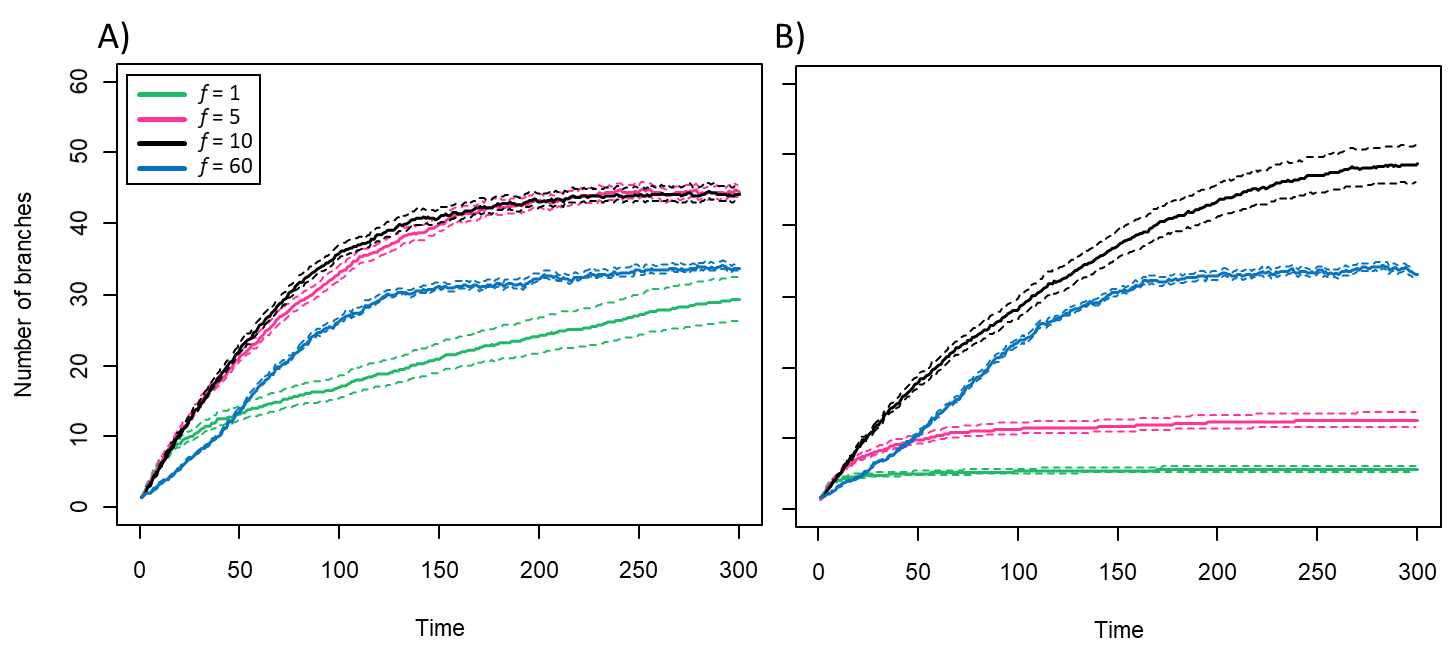 A)
B)
f = 1
f = 5
f = 10
f = 60
Number of branches
60
50
40
30
20
10
0
0 50 100 150 200 250 300
0 50 100 150 200 250 300
Time
Time